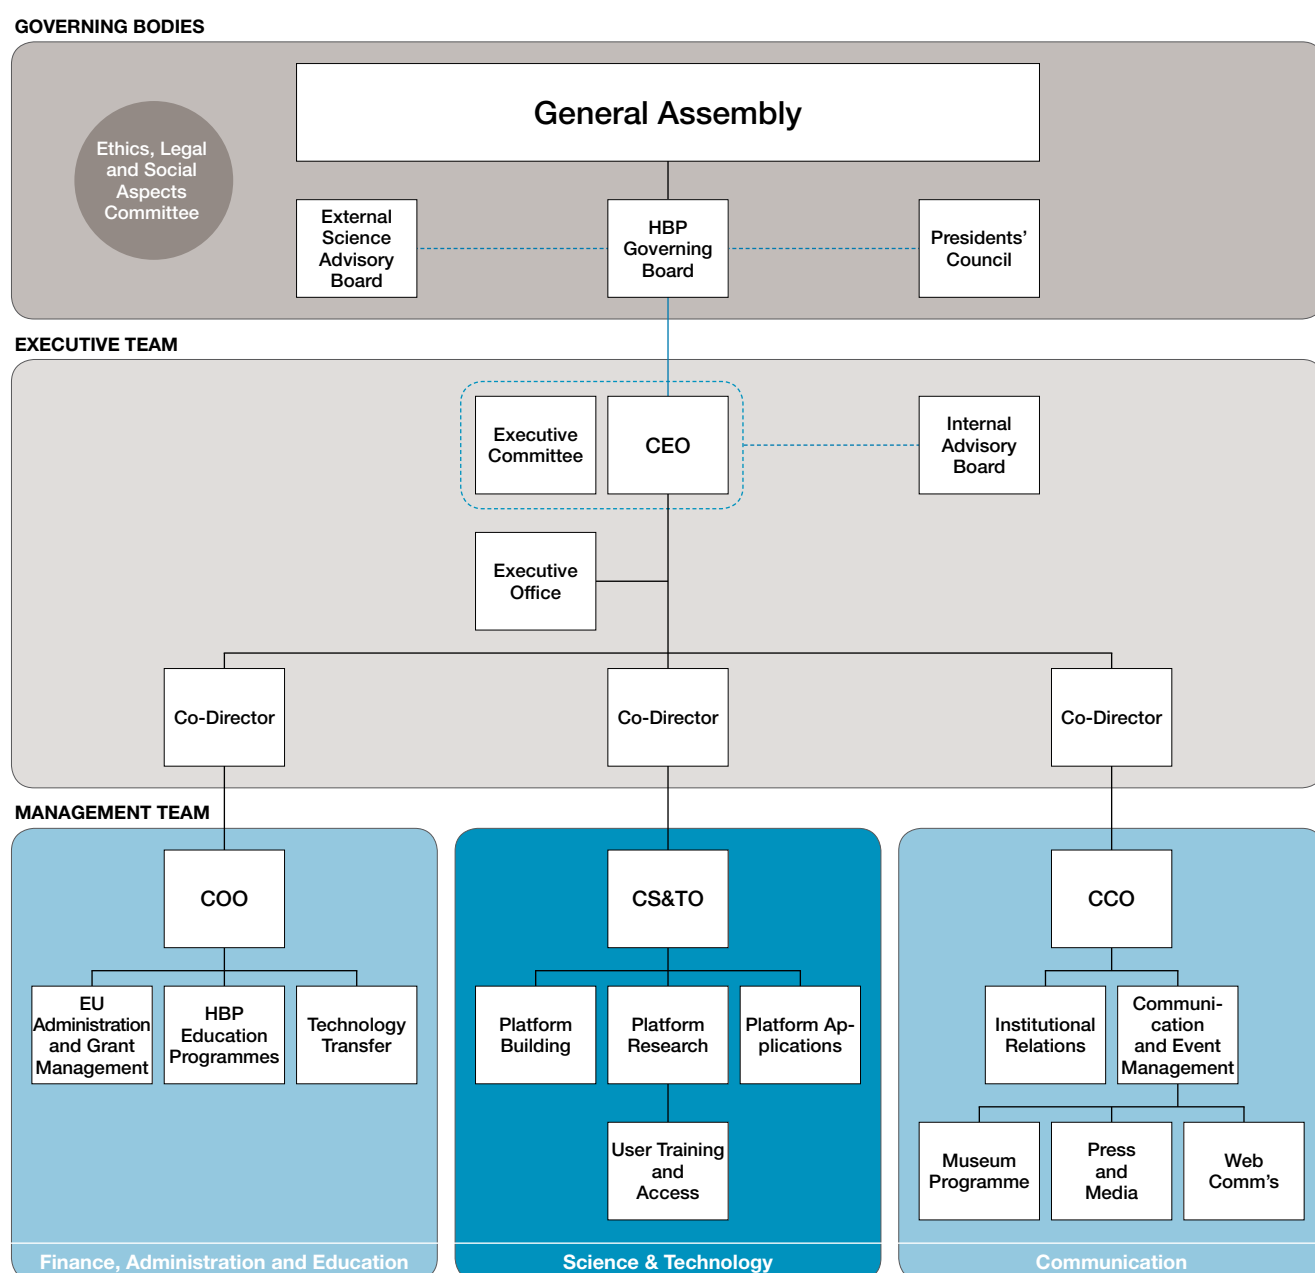 GOVERNING BODIES
General Assembly
Ethics, Legal
and Social
Aspects
Committee
External
Science
Advisory
Board
HBP
Governing
Board
Presidents’
Council
EXECUTIVE TEAM
Executive
Committee
CEO
Internal
Advisory
Board
Executive
Office
Co-Director
Co-Director
Co-Director
MANAGEMENT TEAM
COO
EU
Administration
and Grant
Management
HBP
Education
Programmes
Technology
Transfer
Finance, Administration and Education
CS&TO
Platform
Building
Platform
Research
Platform Ap-
plications
User Training
and
Access
Science & Technology
CCO
Institutional
Relations
Communi-
cation
and Event
Management
Museum
Programme
Press
and
Media
Web
Comm’s
Communication